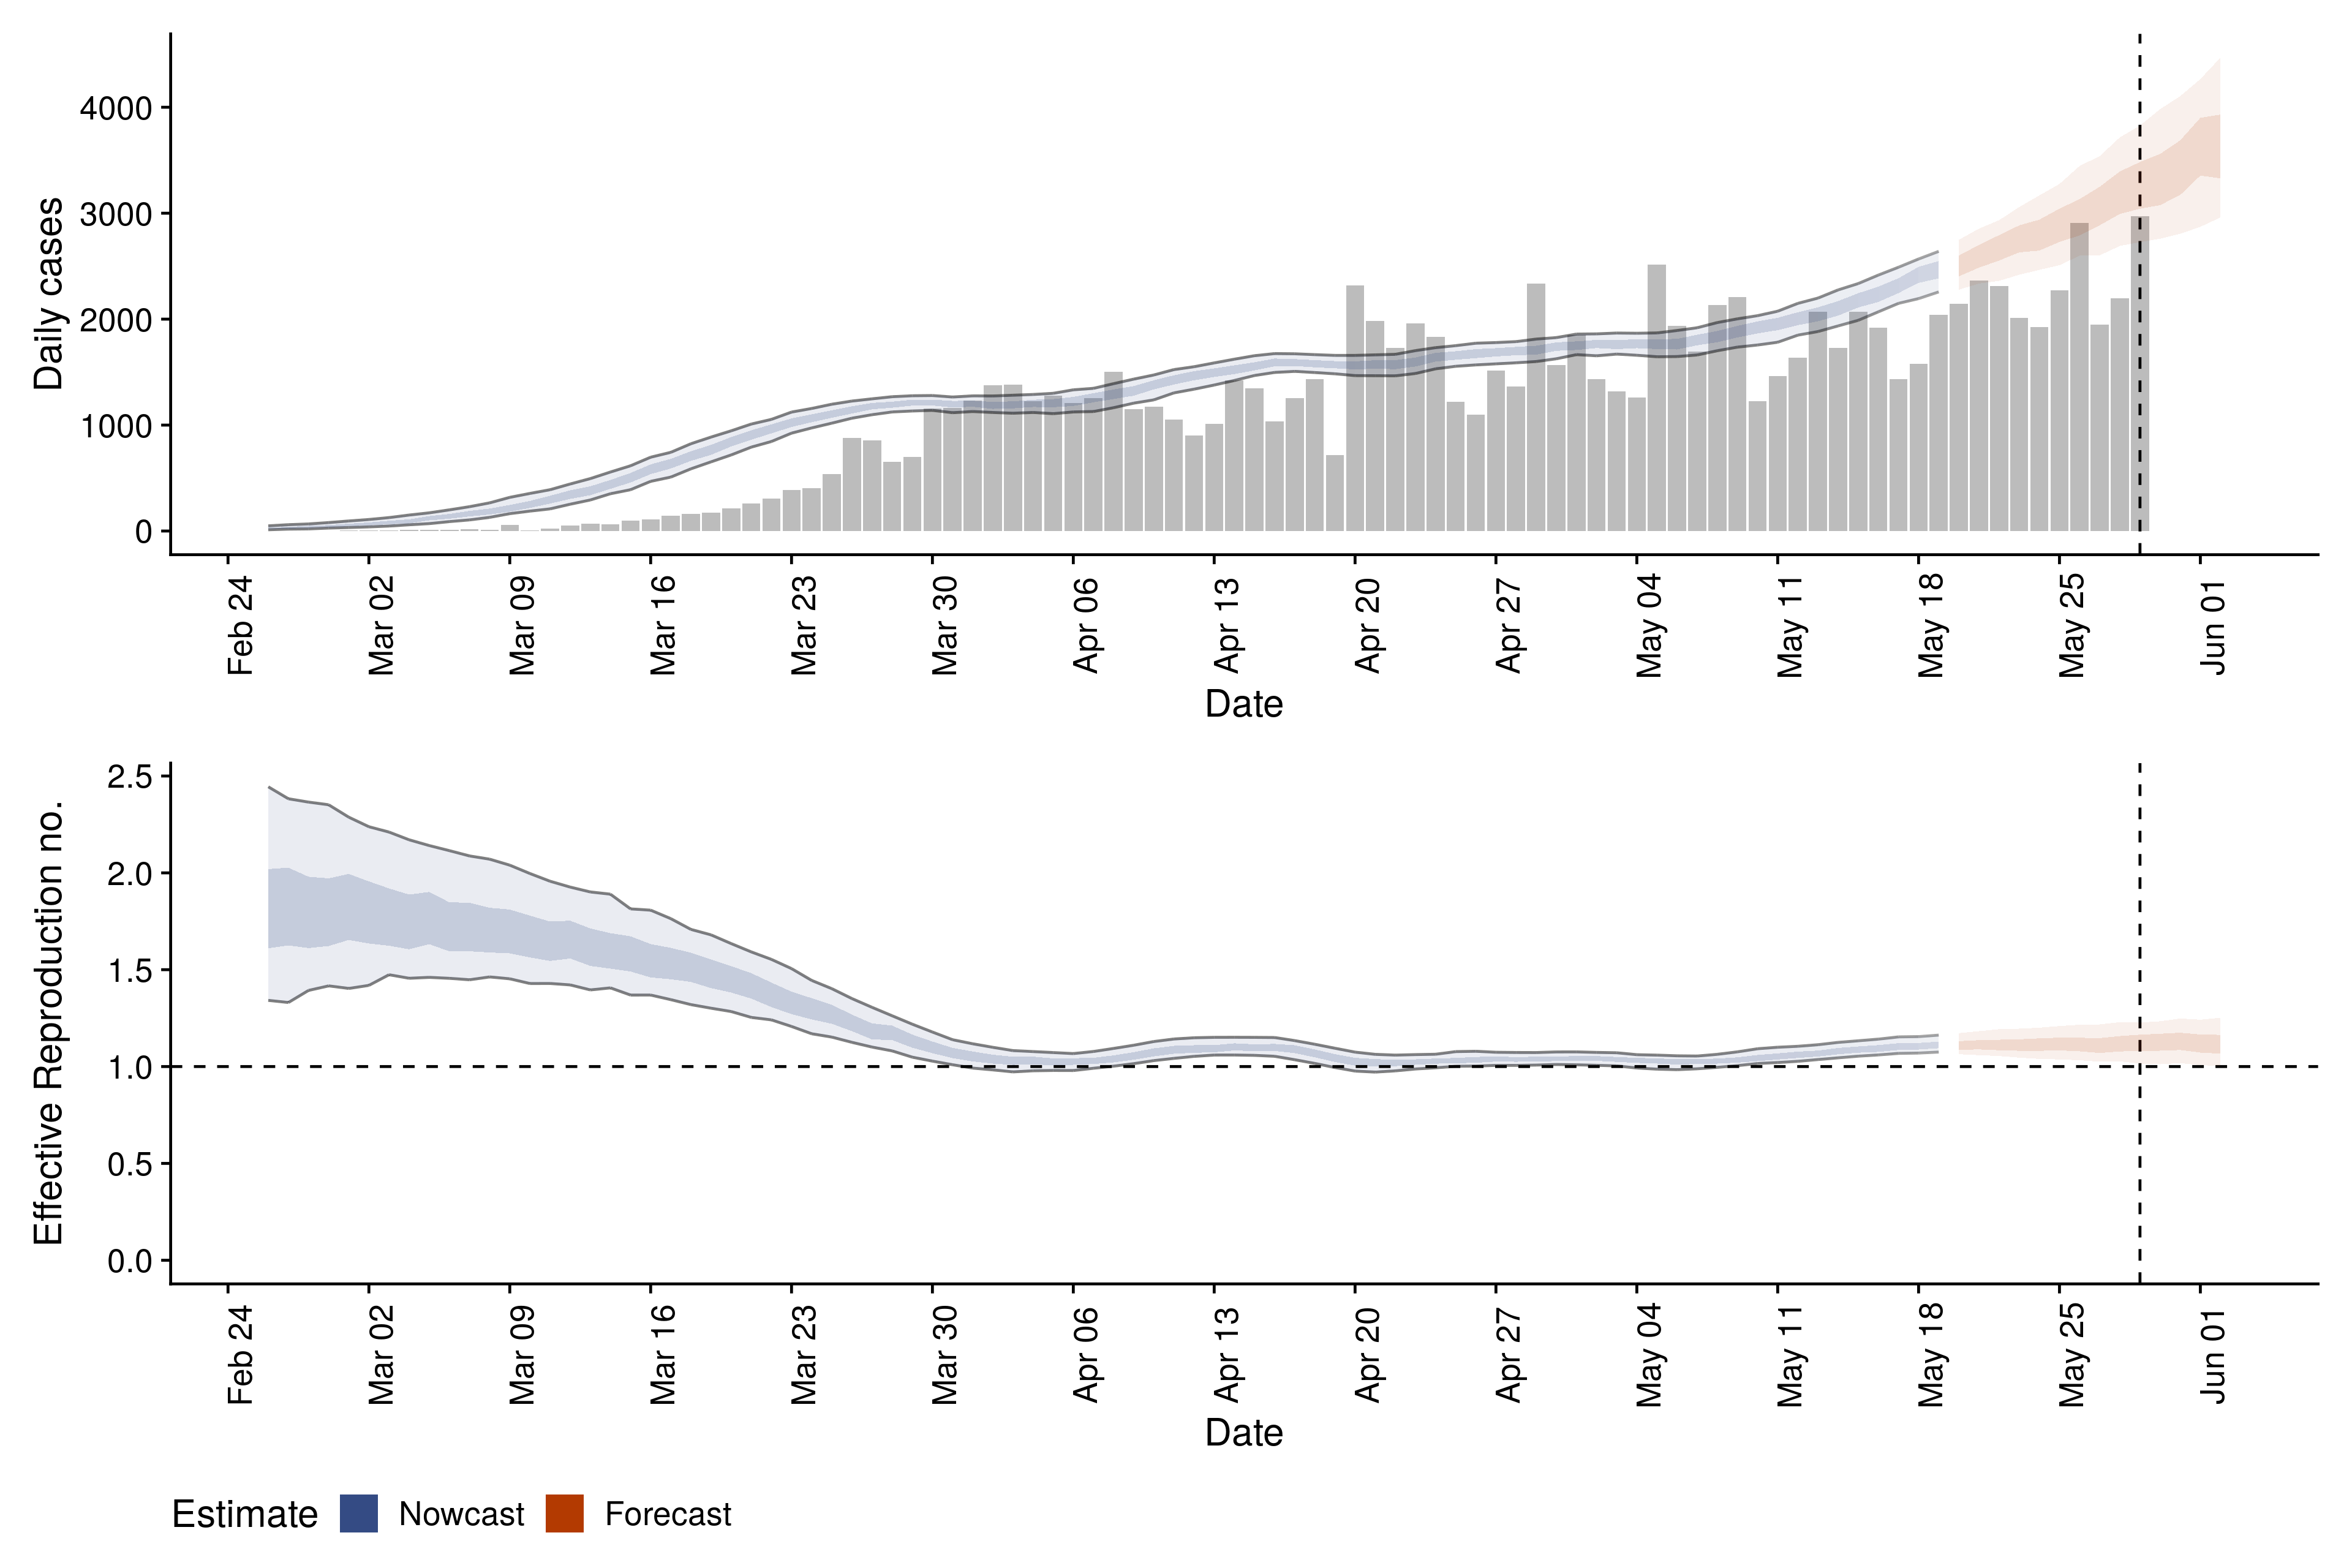 Daily cases
4000
3000
2000
1000
0
Feb 24
Mar 02
Mar 09
Mar 16
Mar 23
Mar 30
Apr 06
Apr 13
Apr 20
Apr 27
May 04
May 11
May 18
May 25
Jun 01
Date
Effective Reproduction no.
2.5
2.0
1.5
1.0
0.5
0.0
Feb 24
Mar 02
Mar 09
Mar 16
Mar 23
Mar 30
Apr 06
Apr 13
Apr 20
Apr 27
May 04
May 11
May 18
May 25
Jun 01
Date
Estimate Nowcast Forecast